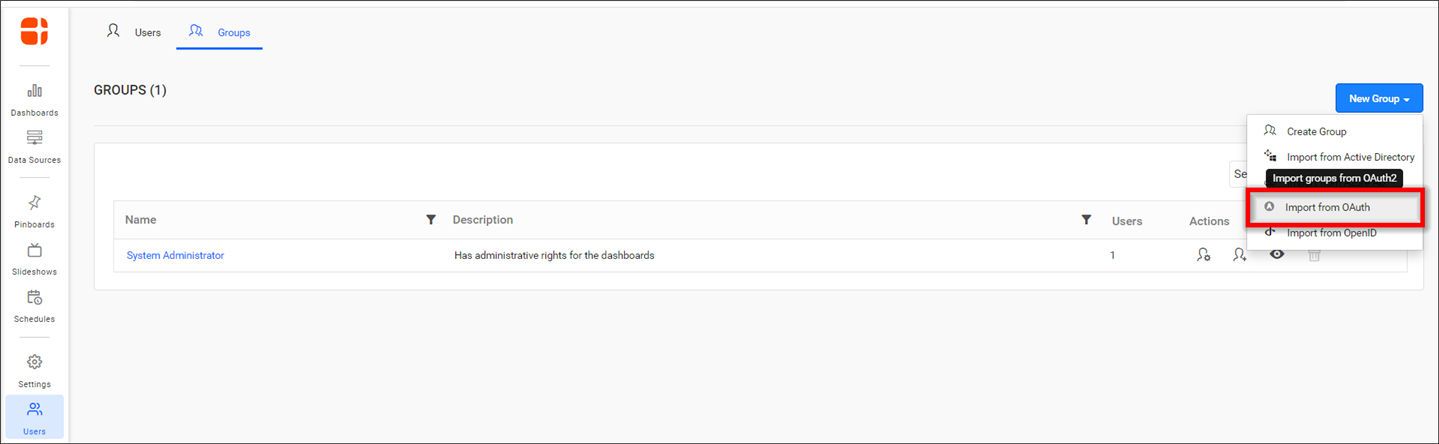 Users
Groups
GROUPS (1)
New Group
Create Group
Import from Active Directory
Import groups from OAuth2
Import from OAuth
Import from OpenID
Se
Name
Description
Users
Actions
System Administrator
Has administrative rights for the dashboards
1
Dashboards
Data Sources
Pinboards
Slideshows
Schedules
Settings
Users